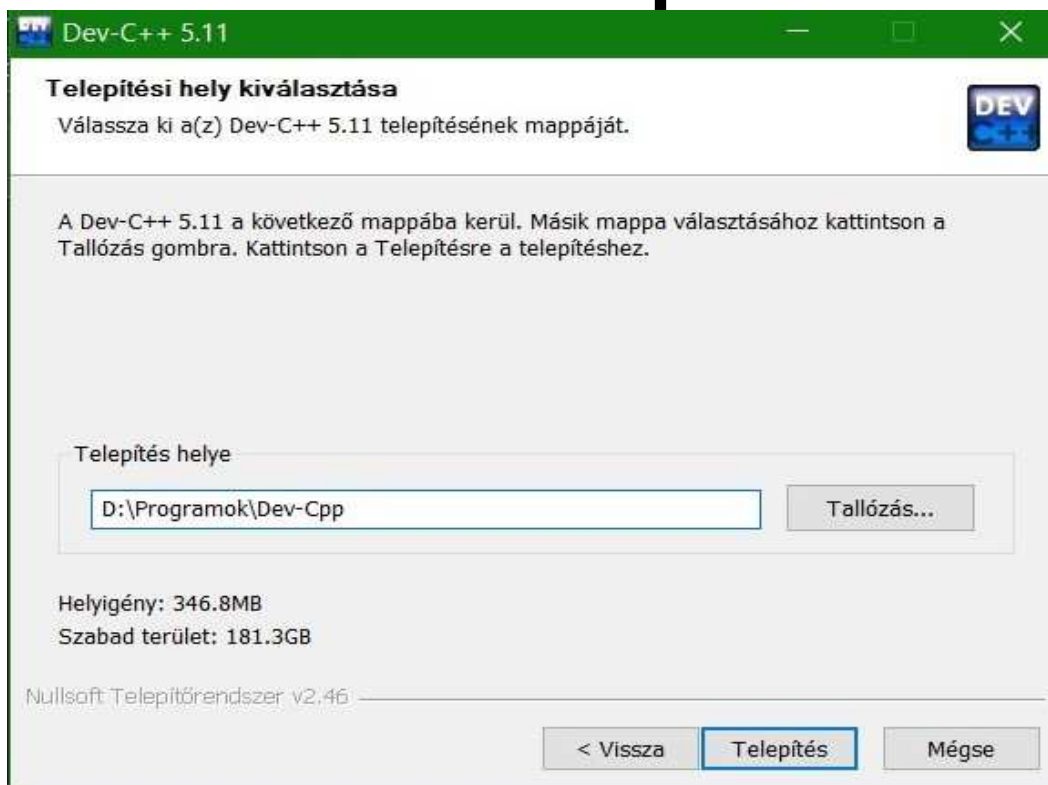 Dev-C++ 5.11
Telepítési hely kiválasztása
Válassza ki a(z) Dev-C++ 5.11 telepítésének mappáját.
DEV
C++
A Dev-C++ 5.11 a következő mappába kerül. Másik mappa választásához kattintson a
Tallózás gombra. Kattintson a Telepítésre a telepítéshez.
Telepítés helye
D:\Programok\Dev-Cpp
Tallózás...
Helyigény: 346.8MB
Szabad terület: 181.3GB
Nullsoft Telepítőrendszer v2.46
< Vissza
Telepítés
Mégse